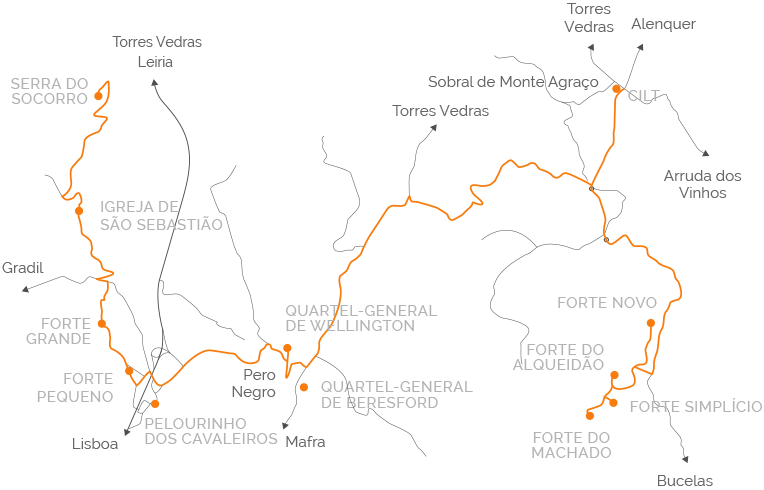 Torres
Vedras
Alenquer
Torres Vedras
Leiria
SERRA DO
SOCORRO
Sobral de Monte Agraço
CILT
Torres Vedras
Arruda dos
Vinhos
IGREJA DE
SÃO SEBASTIÃO
Gradil
QUARTEL-GENERAL
DE WELLINGTON
FORTE NOVO
FORTE
GRANDE
FORTE DO
ALQUEIDÃO
FORTE
PEQUENO
Pero
Negro
QUARTEL-GENERAL
DE BERESFORD
FORTE SIMPLÍCIO
PELOURINHO
DOS CAVALEIROS
Lisboa
Mafra
FORTE DO
MACHADO
Bucelas